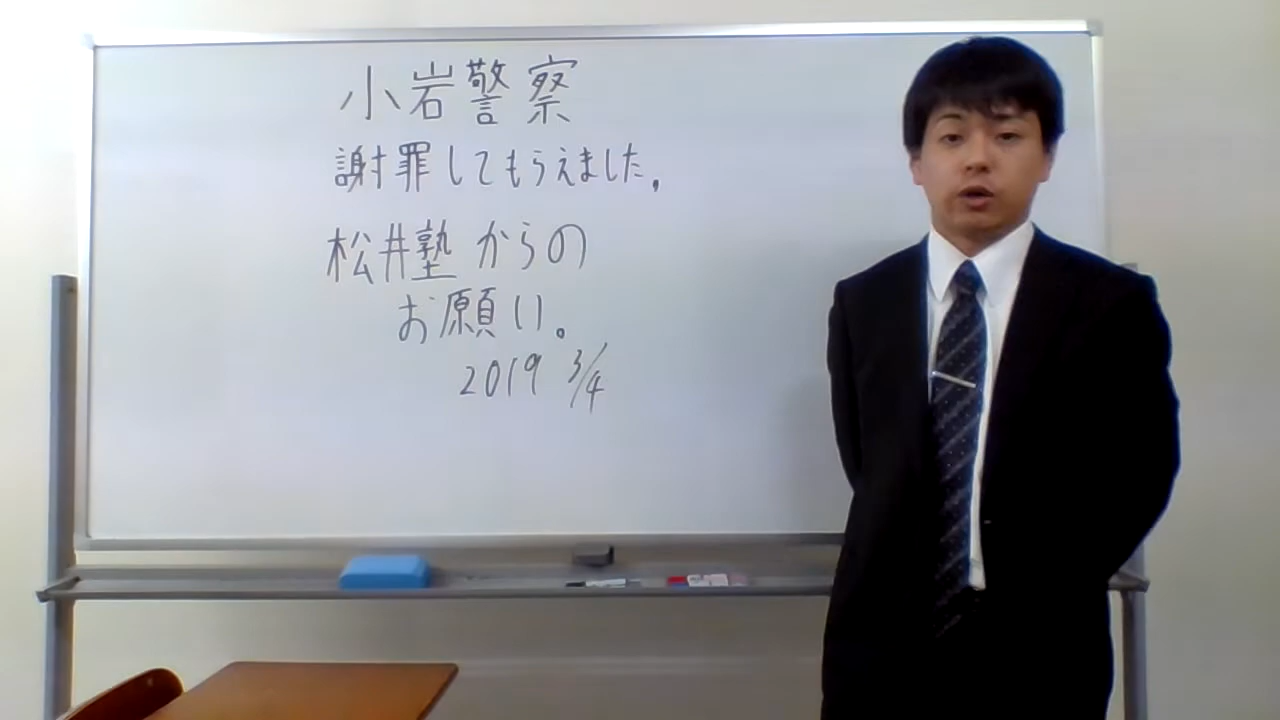 小岩警察
謝罪してもらえました。
松井塾からの
お願い。
2019 3/4